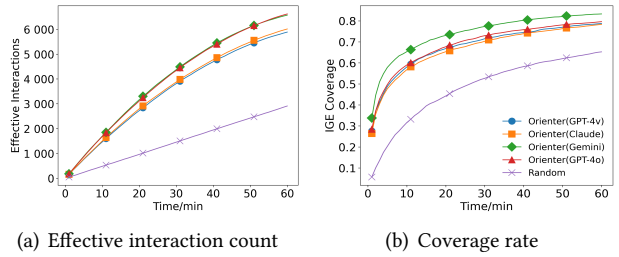 6 000
5 000
4 000
3 000
2 000
1 000
0
Effective Interactions
0 10 20 30 40 50 60
Time/min
(a) Effective interaction count
0.8
0.7
0.6
0.5
0.4
0.3
0.2
0.1
IGE Coverage
Orienter(GPT-4v)
Orienter(Claude)
Orienter(Gemini)
Orienter(GPT-4o)
Random
0 10 20 30 40 50 60
Time/min
(b) Coverage rate